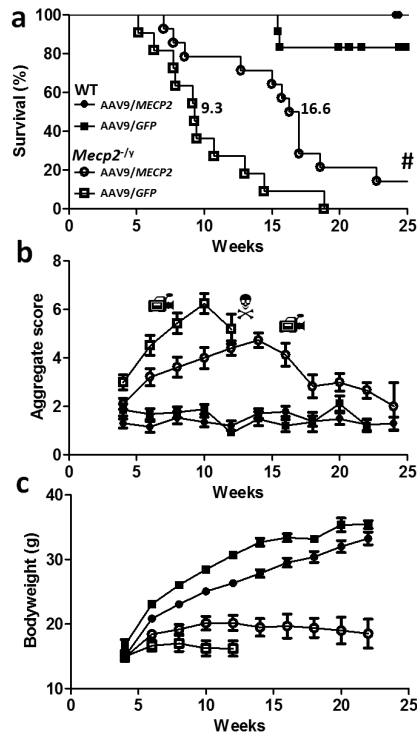 a
Survival (%)
100
80
60
40
20
0
WT
AAV9/MECP2
AAV9/GFP
Mecp2-/y
AAV9/MECP2
AAV9/GFP
9.3
16.6
#
0 5 10 15 20 25
Weeks
b
Aggregate score
8
6
4
2
0
0 5 10 15 20 25
Weeks
c
Bodyweight (g)
40
30
20
10
0 5 10 15 20 25
Weeks